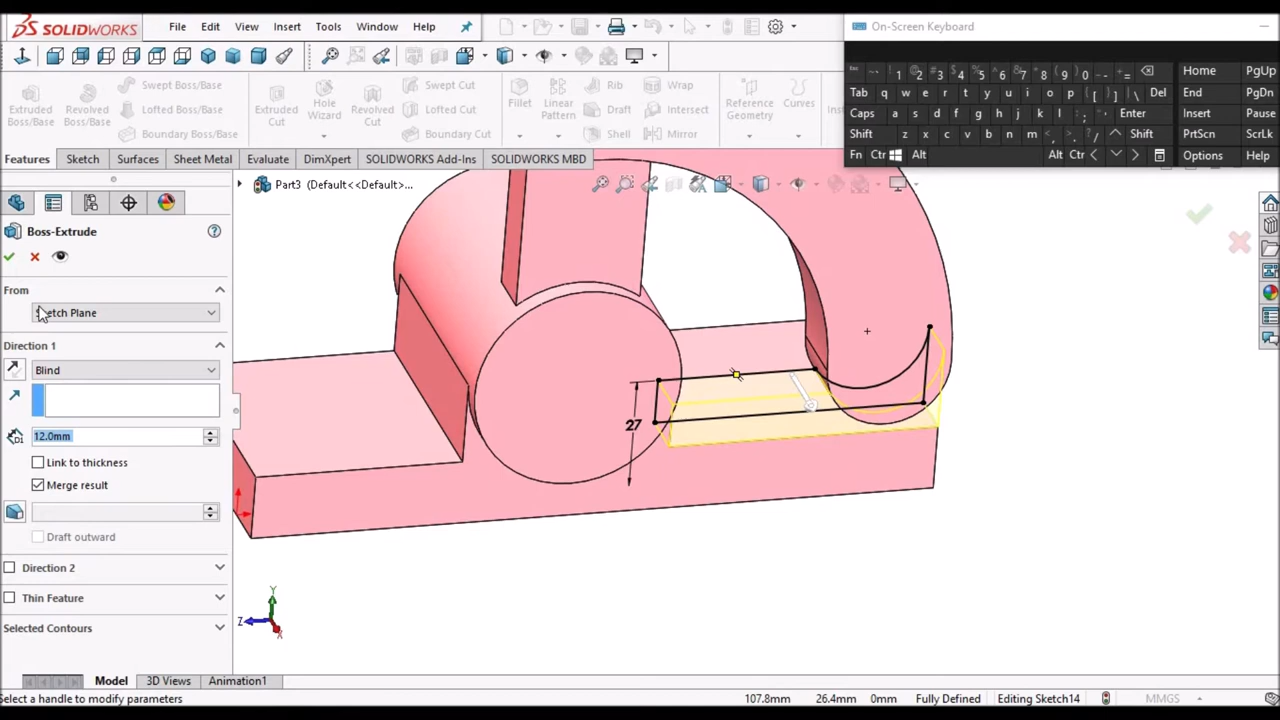 SOLIDWORKS
File Edit View Insert Tools Window Help
On-Screen Keyboard
Extruded Boss/Base
Revolved Boss/Base
Swept Boss/Base
Lofted Boss/Base
Boundary Boss/Base
Extruded Cut
Hole Wizard
Revolved Cut
Swept Cut
Lofted Cut
Boundary Cut
Fillet
Linear Pattern
Rib
Draft
Shell
Wrap
Intersect
Mirror
Reference Geometry
Curves
Home PgUp
Tab q w e r t y u i o p [ ] \ Del End PgDn
Caps a s d f g h j k l ; ' Enter Insert Pause
Shift z x c v b n m , . / Shift PrtScn ScrLk
Fn Ctrl Alt Alt Ctrl Options Help
Features Sketch Surfaces Sheet Metal Evaluate DimXpert SOLIDWORKS Add-Ins SOLIDWORKS MBD
Part3 (Default<<Default>...
Boss-Extrude
From
Sketch Plane
Direction 1
Blind
12.0mm
Link to thickness
Merge result
Draft outward
Direction 2
Thin Feature
Selected Contours
27
Y
Z
X
Model 3D Views Animation1
Select a handle to modify parameters
107.8mm 26.4mm 0mm Fully Defined Editing Sketch14 MMGS